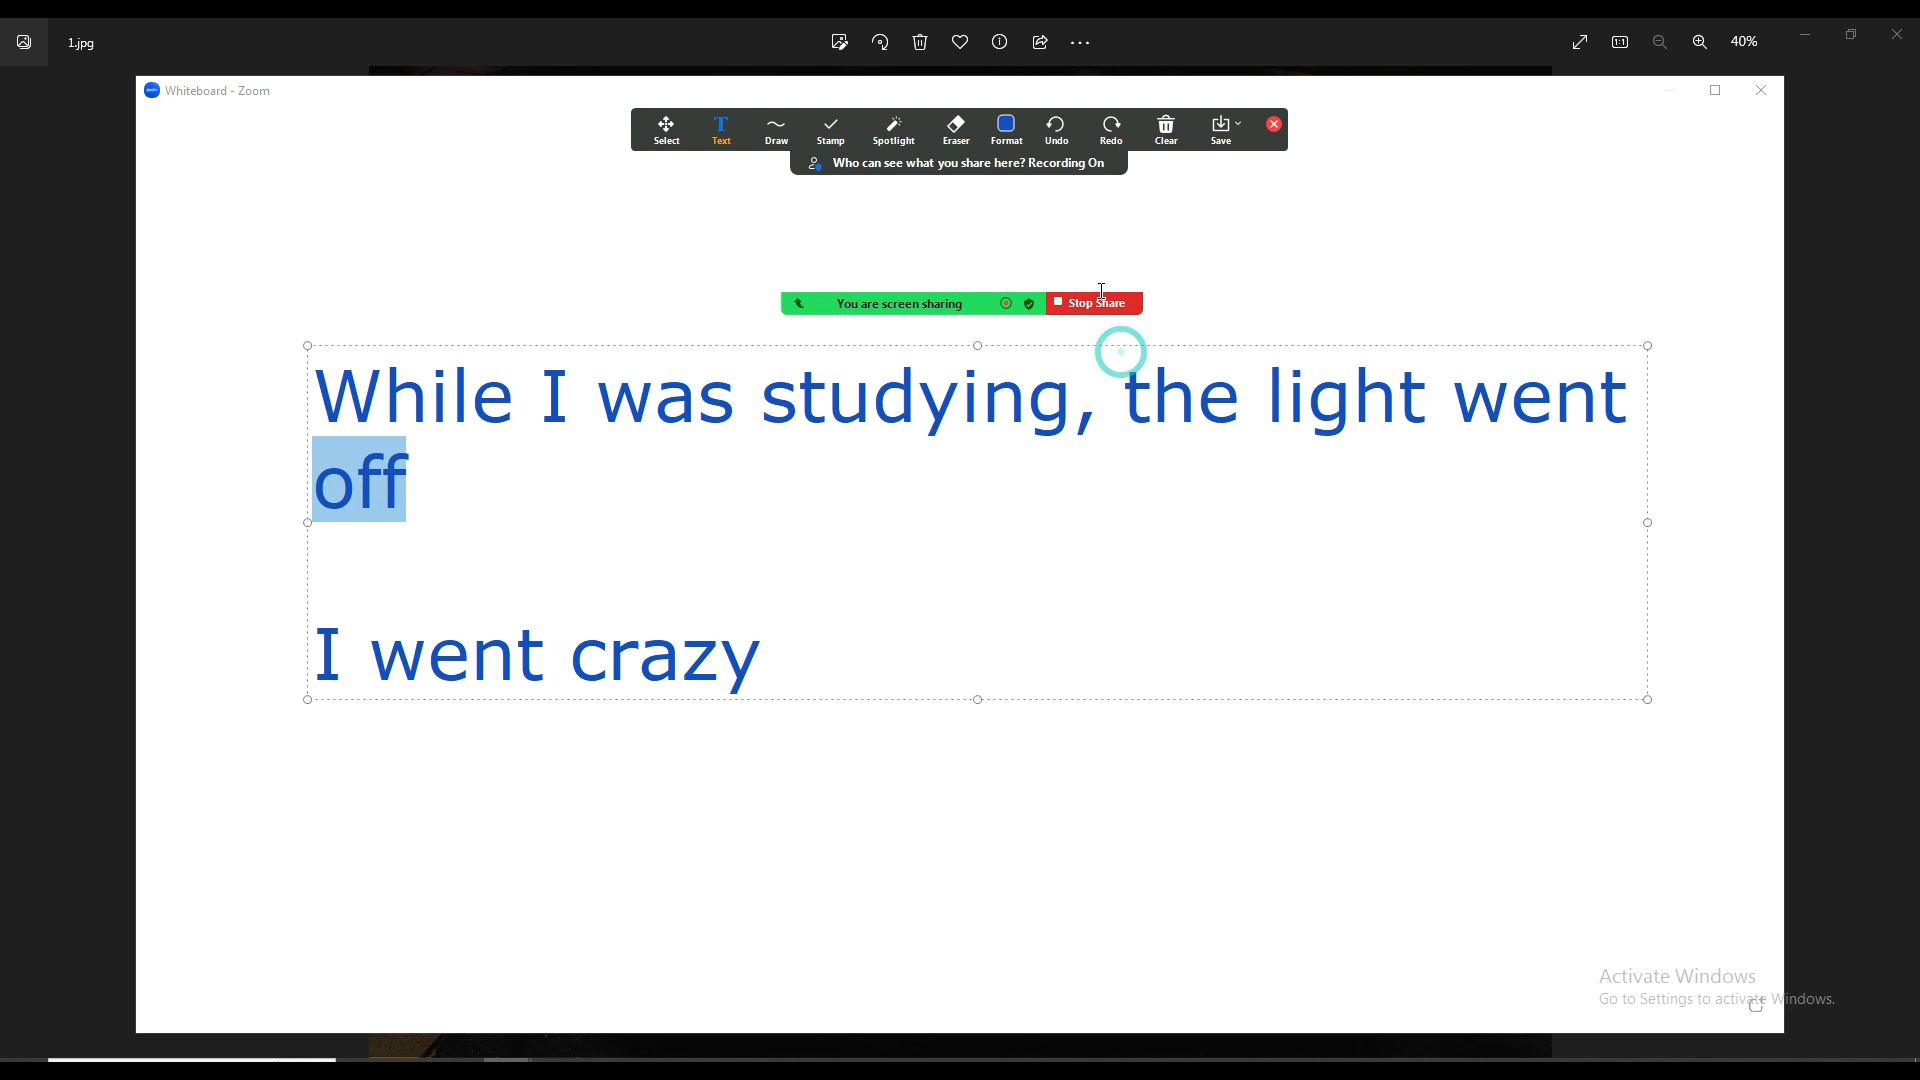 1.jpg
40%
Whiteboard - Zoom
Select Text Draw Stamp Spotlight Eraser Format Undo Redo Clear Save
Who can see what you share here? Recording On
You are screen sharing Stop Share
While I was studying, the light went
off
I went crazy
Activate Windows
Go to Settings to activate Windows.